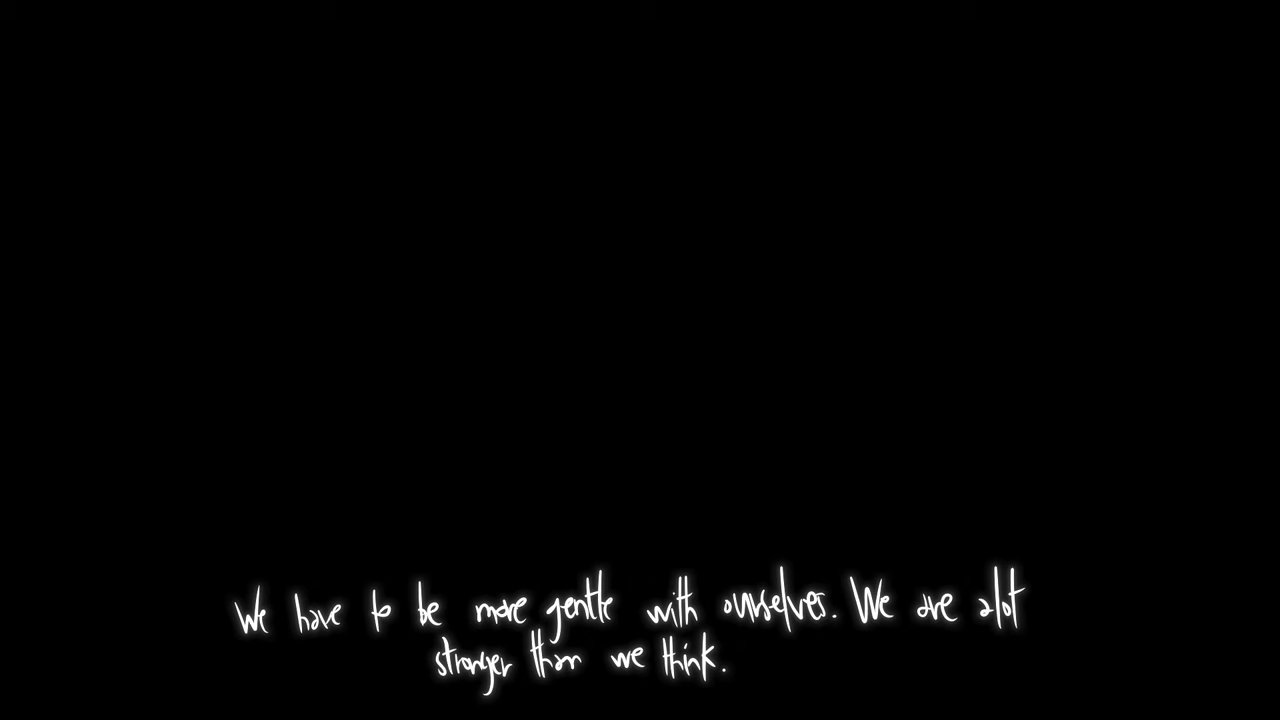 We have to be more gentle with ourselves. We are alot
stronger than we think.